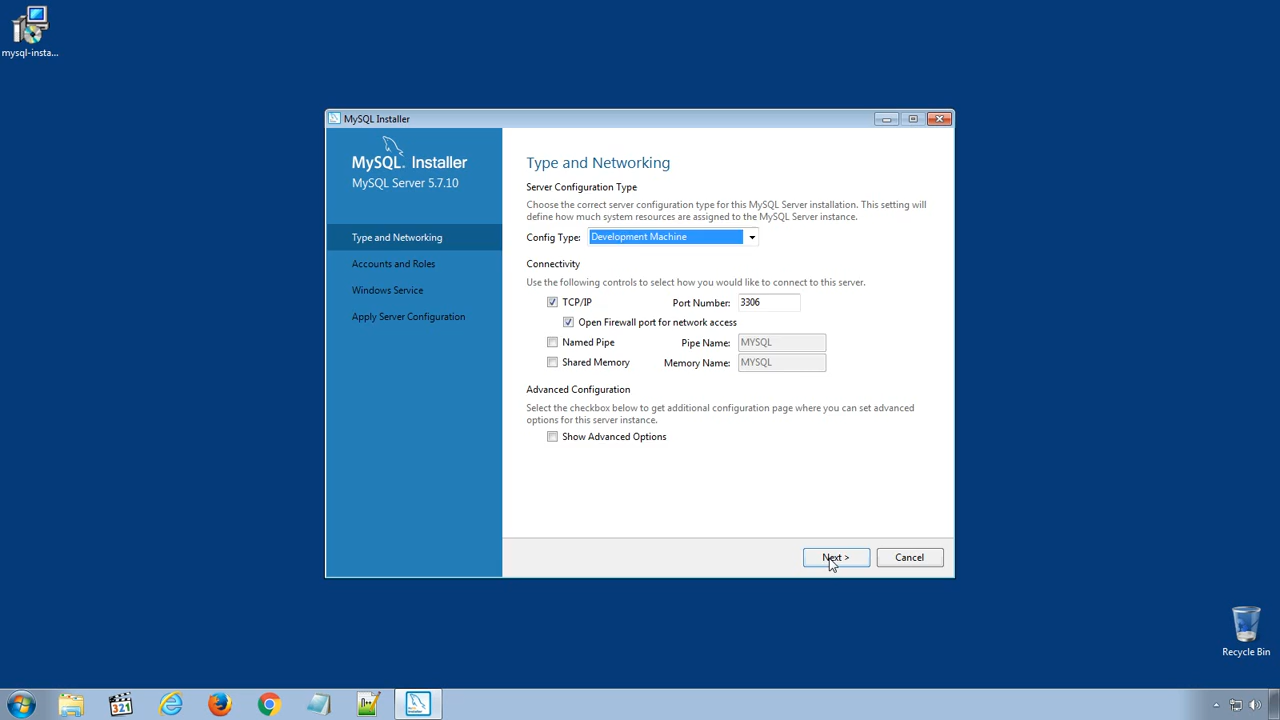 mysql-insta...
MySQL Installer
MySQL. Installer
MySQL Server 5.7.10
Type and Networking
Accounts and Roles
Windows Service
Apply Server Configuration
Type and Networking
Server Configuration Type
Choose the correct server configuration type for this MySQL Server installation. This setting will
define how much system resources are assigned to the MySQL Server instance.
Config Type: Development Machine
Connectivity
Use the following controls to select how you would like to connect to this server.
TCP/IP Port Number: 3306
Open Firewall port for network access
Named Pipe Pipe Name: MYSQL
Shared Memory Memory Name: MYSQL
Advanced Configuration
Select the checkbox below to get additional configuration page where you can set advanced
options for this server instance.
Show Advanced Options
Next > Cancel
Recycle Bin
321